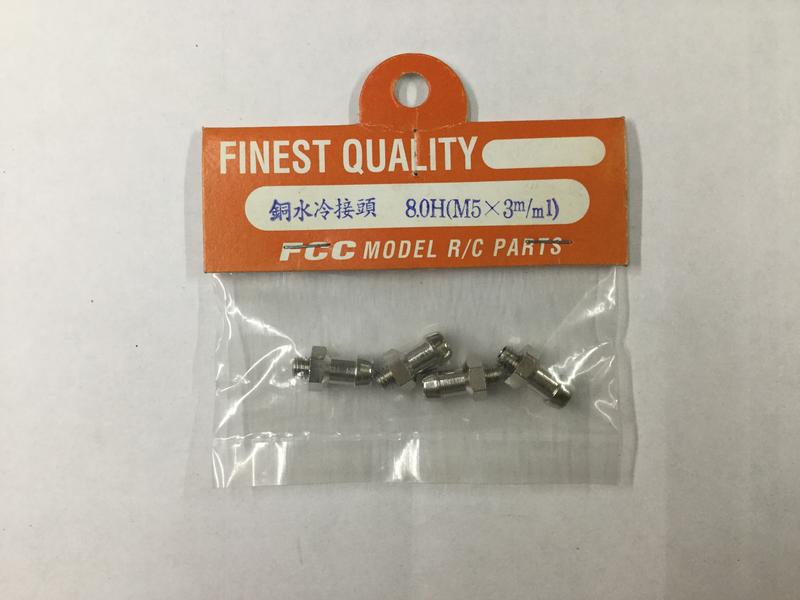 FINEST QUALITY
銅水冷接頭 8.0H(M5×3m/m1)
FCC MODEL R/C PARTS